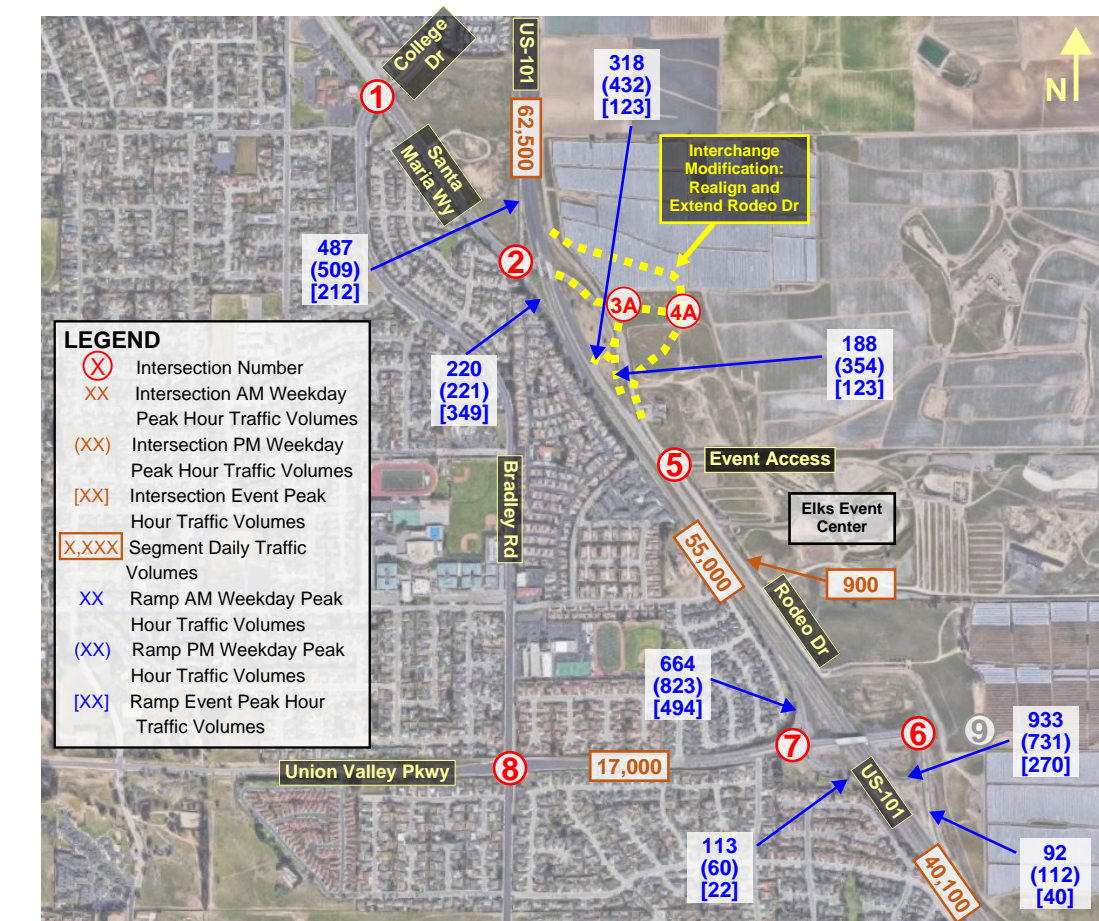 College
Dr
US-101
318
(432)
[123]
N
1
62,500
Santa
Maria Wy
Interchange
Modification:
Realign and
Extend Rodeo Dr
487
(509)
[212]
2
3A
4A
LEGEND
X Intersection Number
XX Intersection AM Weekday
Peak Hour Traffic Volumes
(XX) Intersection PM Weekday
Peak Hour Traffic Volumes
[XX] Intersection Event Peak
Hour Traffic Volumes
X,XXX Segment Daily Traffic
Volumes
XX Ramp AM Weekday Peak
Hour Traffic Volumes
(XX) Ramp PM Weekday Peak
Hour Traffic Volumes
[XX] Ramp Event Peak Hour
Traffic Volumes
220
(221)
[349]
188
(354)
[123]
5
Event Access
Bradley Rd
Elks Event
Center
55,000
900
Rodeo Dr
664
(823)
[494]
7
6
9
933
(731)
[270]
Union Valley Pkwy
8
17,000
US-101
113
(60)
[22]
40,100
92
(112)
[40]